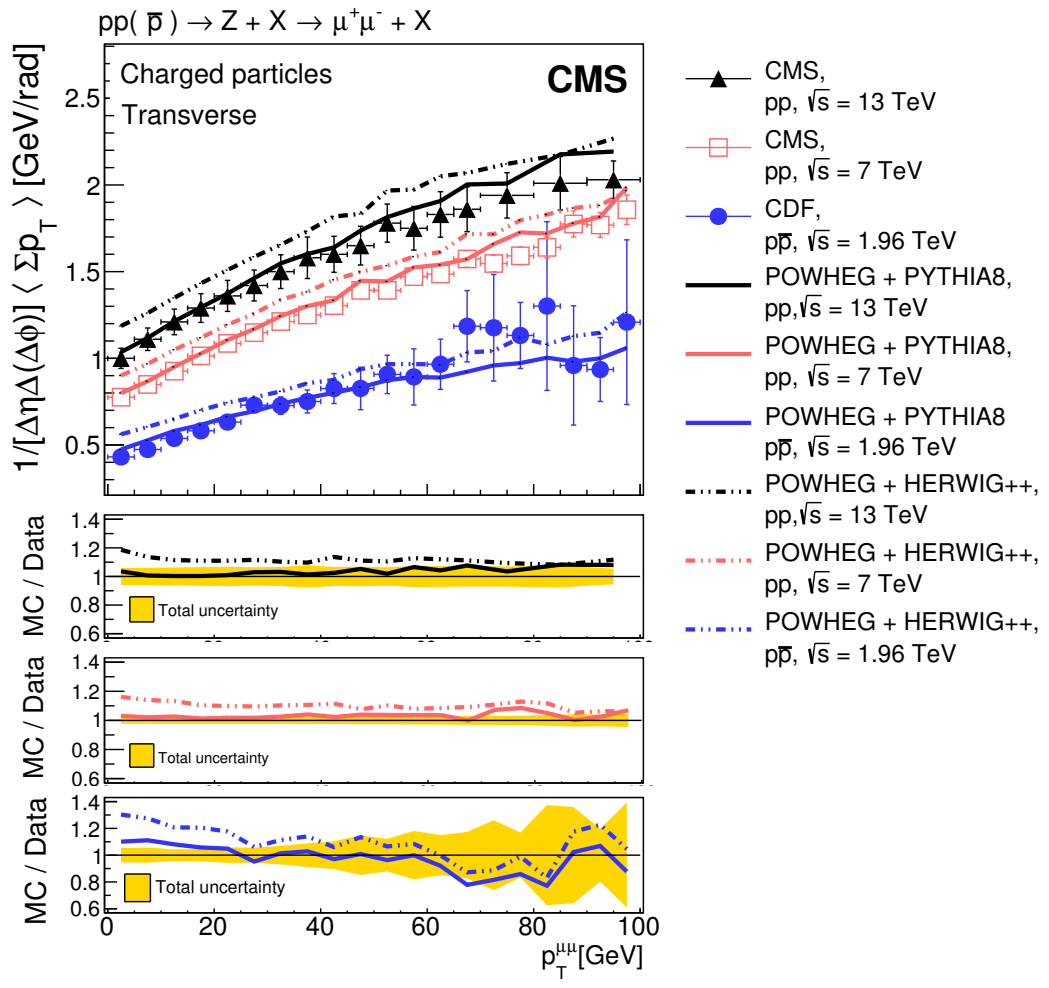 pp( p̅ ) → Z + X → μ⁺μ⁻ + X
Charged particles
CMS
Transverse
1/[ΔηΔ(Δϕ)] ⟨ Σp_T ⟩ [GeV/rad]
2.5
2
1.5
1
0.5
CMS,
pp, √s = 13 TeV
CMS,
pp, √s = 7 TeV
CDF,
pp̅, √s = 1.96 TeV
POWHEG + PYTHIA8,
pp,√s = 13 TeV
POWHEG + PYTHIA8,
pp, √s = 7 TeV
POWHEG + PYTHIA8
pp̅, √s = 1.96 TeV
POWHEG + HERWIG++,
pp,√s = 13 TeV
POWHEG + HERWIG++,
pp, √s = 7 TeV
POWHEG + HERWIG++,
pp̅, √s = 1.96 TeV
MC / Data
1.4
1.2
1
0.8
0.6
Total uncertainty
MC / Data
1.4
1.2
1
0.8
0.6
Total uncertainty
MC / Data
1.4
1.2
1
0.8
0.6
Total uncertainty
0 20 40 60 80 100
p_T^μμ[GeV]